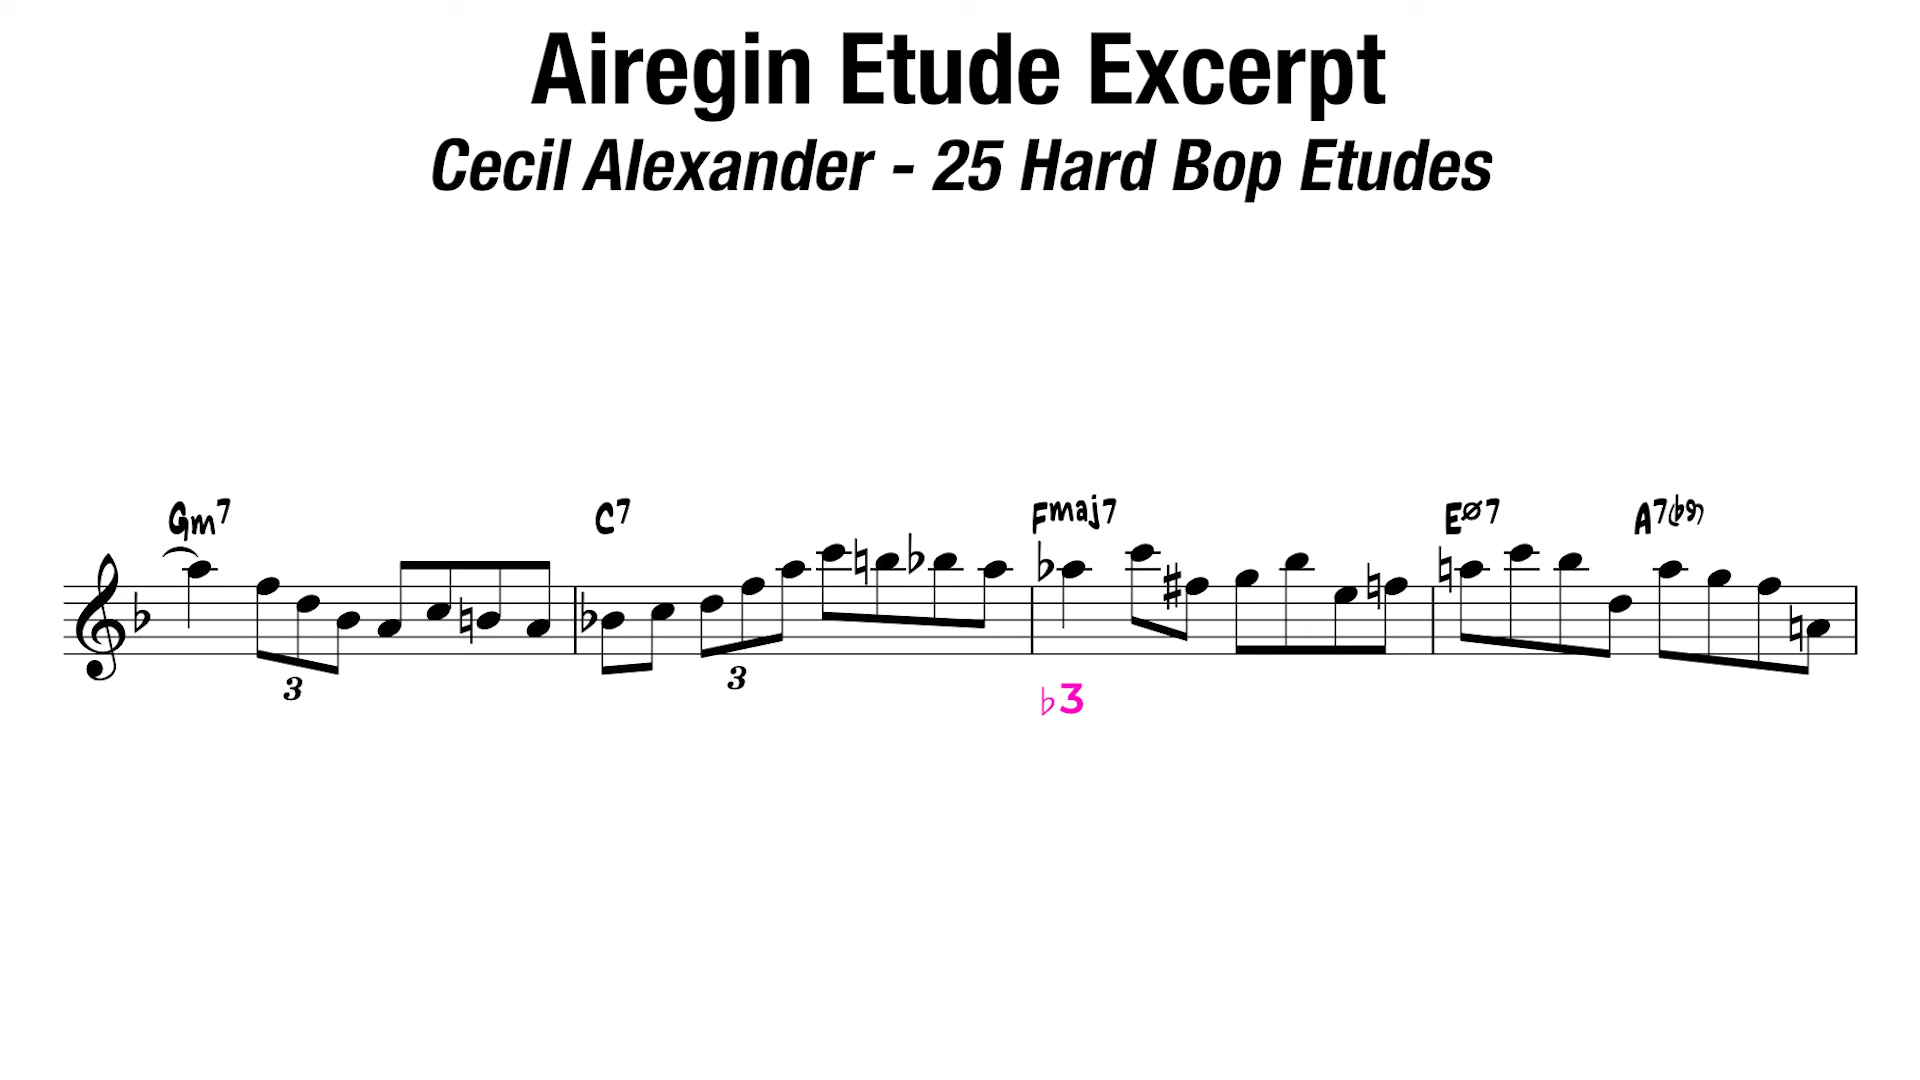 Airegin Etude Excerpt
Cecil Alexander - 25 Hard Bop Etudes
Gm7 C7 Fmaj7 Eø7 A7(♭9)
3 3
♭3